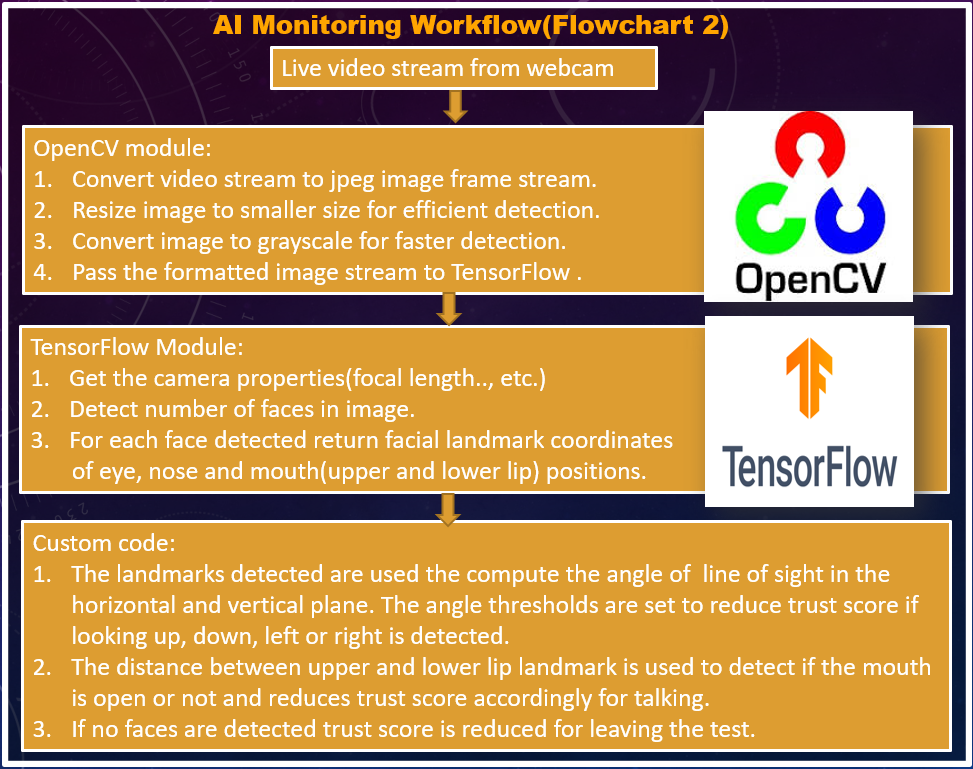 AI Monitoring Workflow(Flowchart 2)
Live video stream from webcam
OpenCV module:
1. Convert video stream to jpeg image frame stream.
2. Resize image to smaller size for efficient detection.
3. Convert image to grayscale for faster detection.
4. Pass the formatted image stream to TensorFlow .
OpenCV
TensorFlow Module:
1. Get the camera properties(focal length.., etc.)
2. Detect number of faces in image.
3. For each face detected return facial landmark coordinates
of eye, nose and mouth(upper and lower lip) positions.
TensorFlow
Custom code:
1. The landmarks detected are used the compute the angle of line of sight in the
horizontal and vertical plane. The angle thresholds are set to reduce trust score if
looking up, down, left or right is detected.
2. The distance between upper and lower lip landmark is used to detect if the mouth
is open or not and reduces trust score accordingly for talking.
3. If no faces are detected trust score is reduced for leaving the test.
150
230